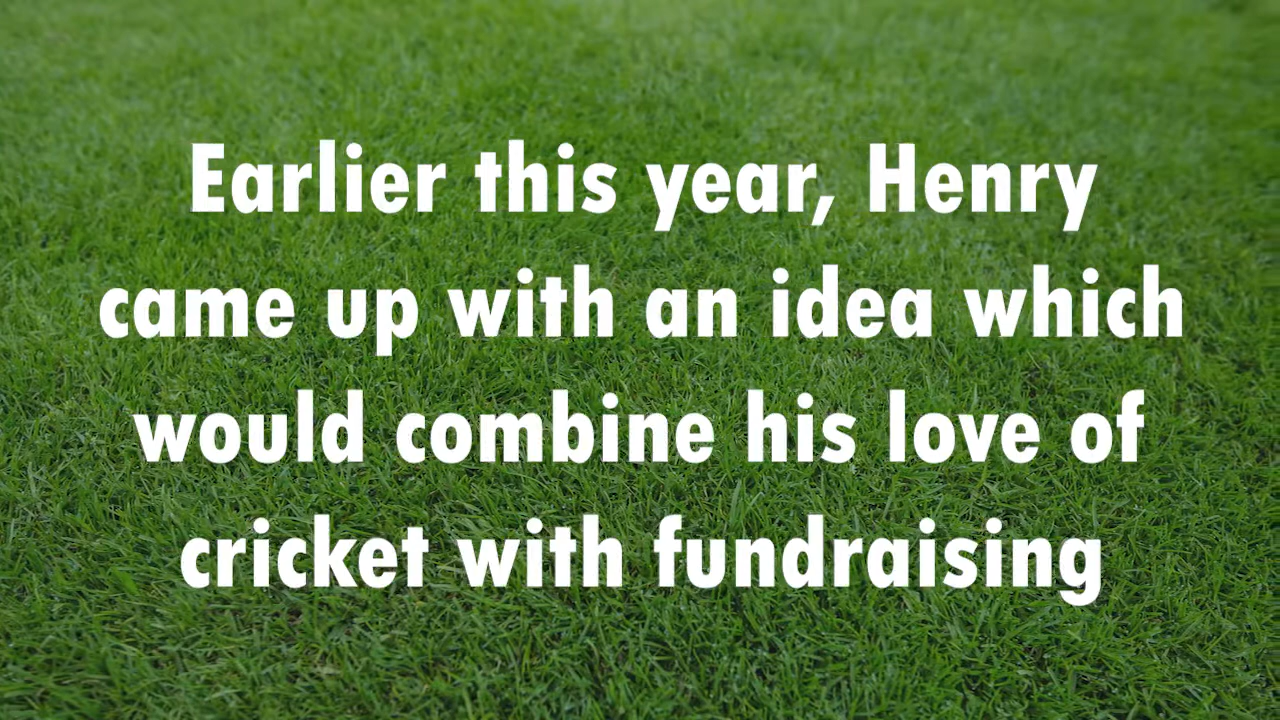 Earlier this year, Henry
came up with an idea which
would combine his love of
cricket with fundraising